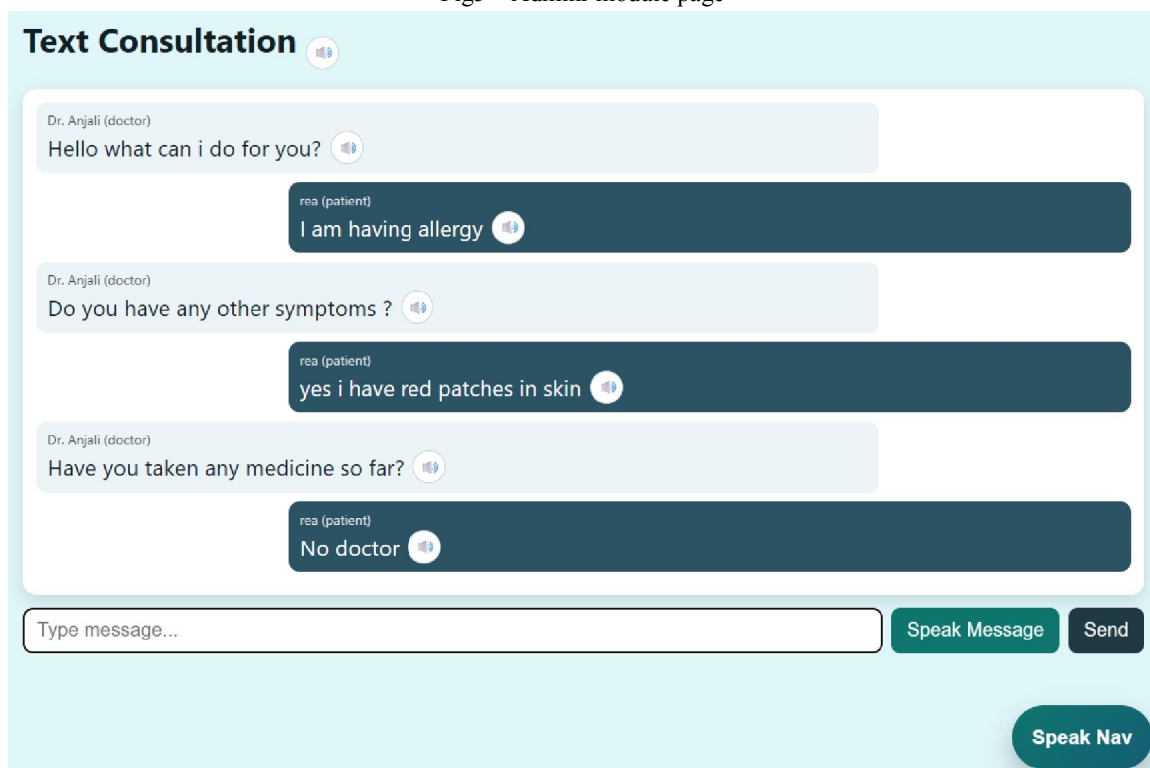 Text Consultation
Dr. Anjali (doctor)
Hello what can i do for you?
rea (patient)
I am having allergy
Dr. Anjali (doctor)
Do you have any other symptoms ?
rea (patient)
yes i have red patches in skin
Dr. Anjali (doctor)
Have you taken any medicine so far?
rea (patient)
No doctor
Type message...
Speak Message
Send
Speak Nav